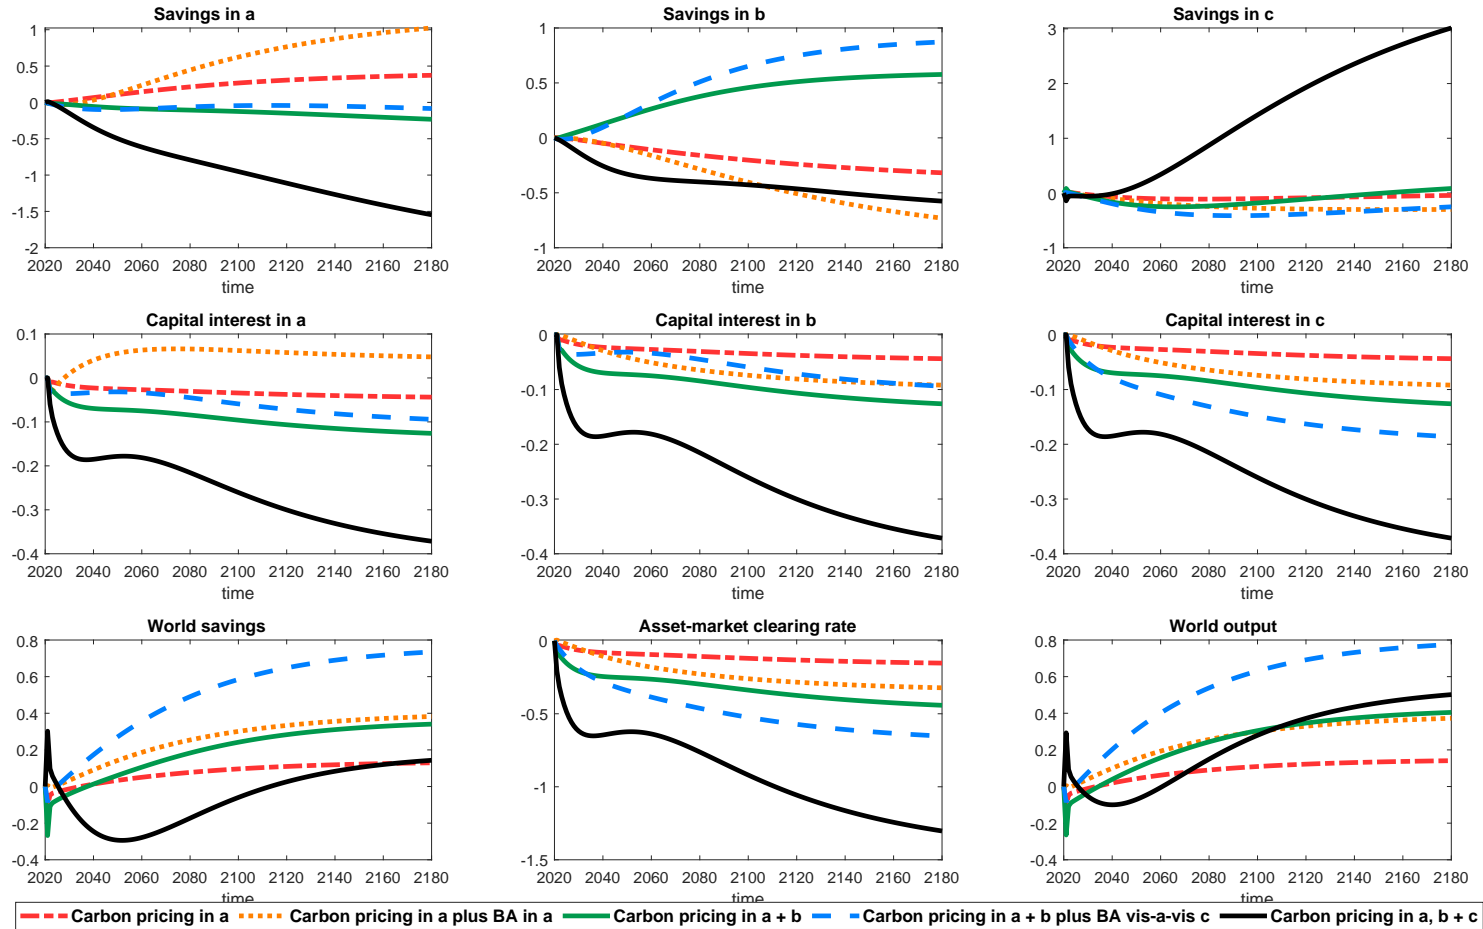 Savings in a
Savings in b
Savings in c
1
0.5
0
-0.5
-1
-1.5
-2
1
0.5
0
-0.5
-1
3
2
1
0
-1
2020 2040 2060 2080 2100 2120 2140 2160 2180
2020 2040 2060 2080 2100 2120 2140 2160 2180
2020 2040 2060 2080 2100 2120 2140 2160 2180
time
time
time
Capital interest in a
Capital interest in b
Capital interest in c
0.1
0
-0.1
-0.2
-0.3
-0.4
0
-0.1
-0.2
-0.3
-0.4
0
-0.1
-0.2
-0.3
-0.4
2020 2040 2060 2080 2100 2120 2140 2160 2180
2020 2040 2060 2080 2100 2120 2140 2160 2180
2020 2040 2060 2080 2100 2120 2140 2160 2180
time
time
time
World savings
Asset-market clearing rate
World output
0.8
0.6
0.4
0.2
0
-0.2
-0.4
0
-0.5
-1
-1.5
0.8
0.6
0.4
0.2
0
-0.2
-0.4
2020 2040 2060 2080 2100 2120 2140 2160 2180
2020 2040 2060 2080 2100 2120 2140 2160 2180
2020 2040 2060 2080 2100 2120 2140 2160 2180
time
time
time
Carbon pricing in a Carbon pricing in a plus BA in a Carbon pricing in a + b Carbon pricing in a + b plus BA vis-a-vis c Carbon pricing in a, b + c